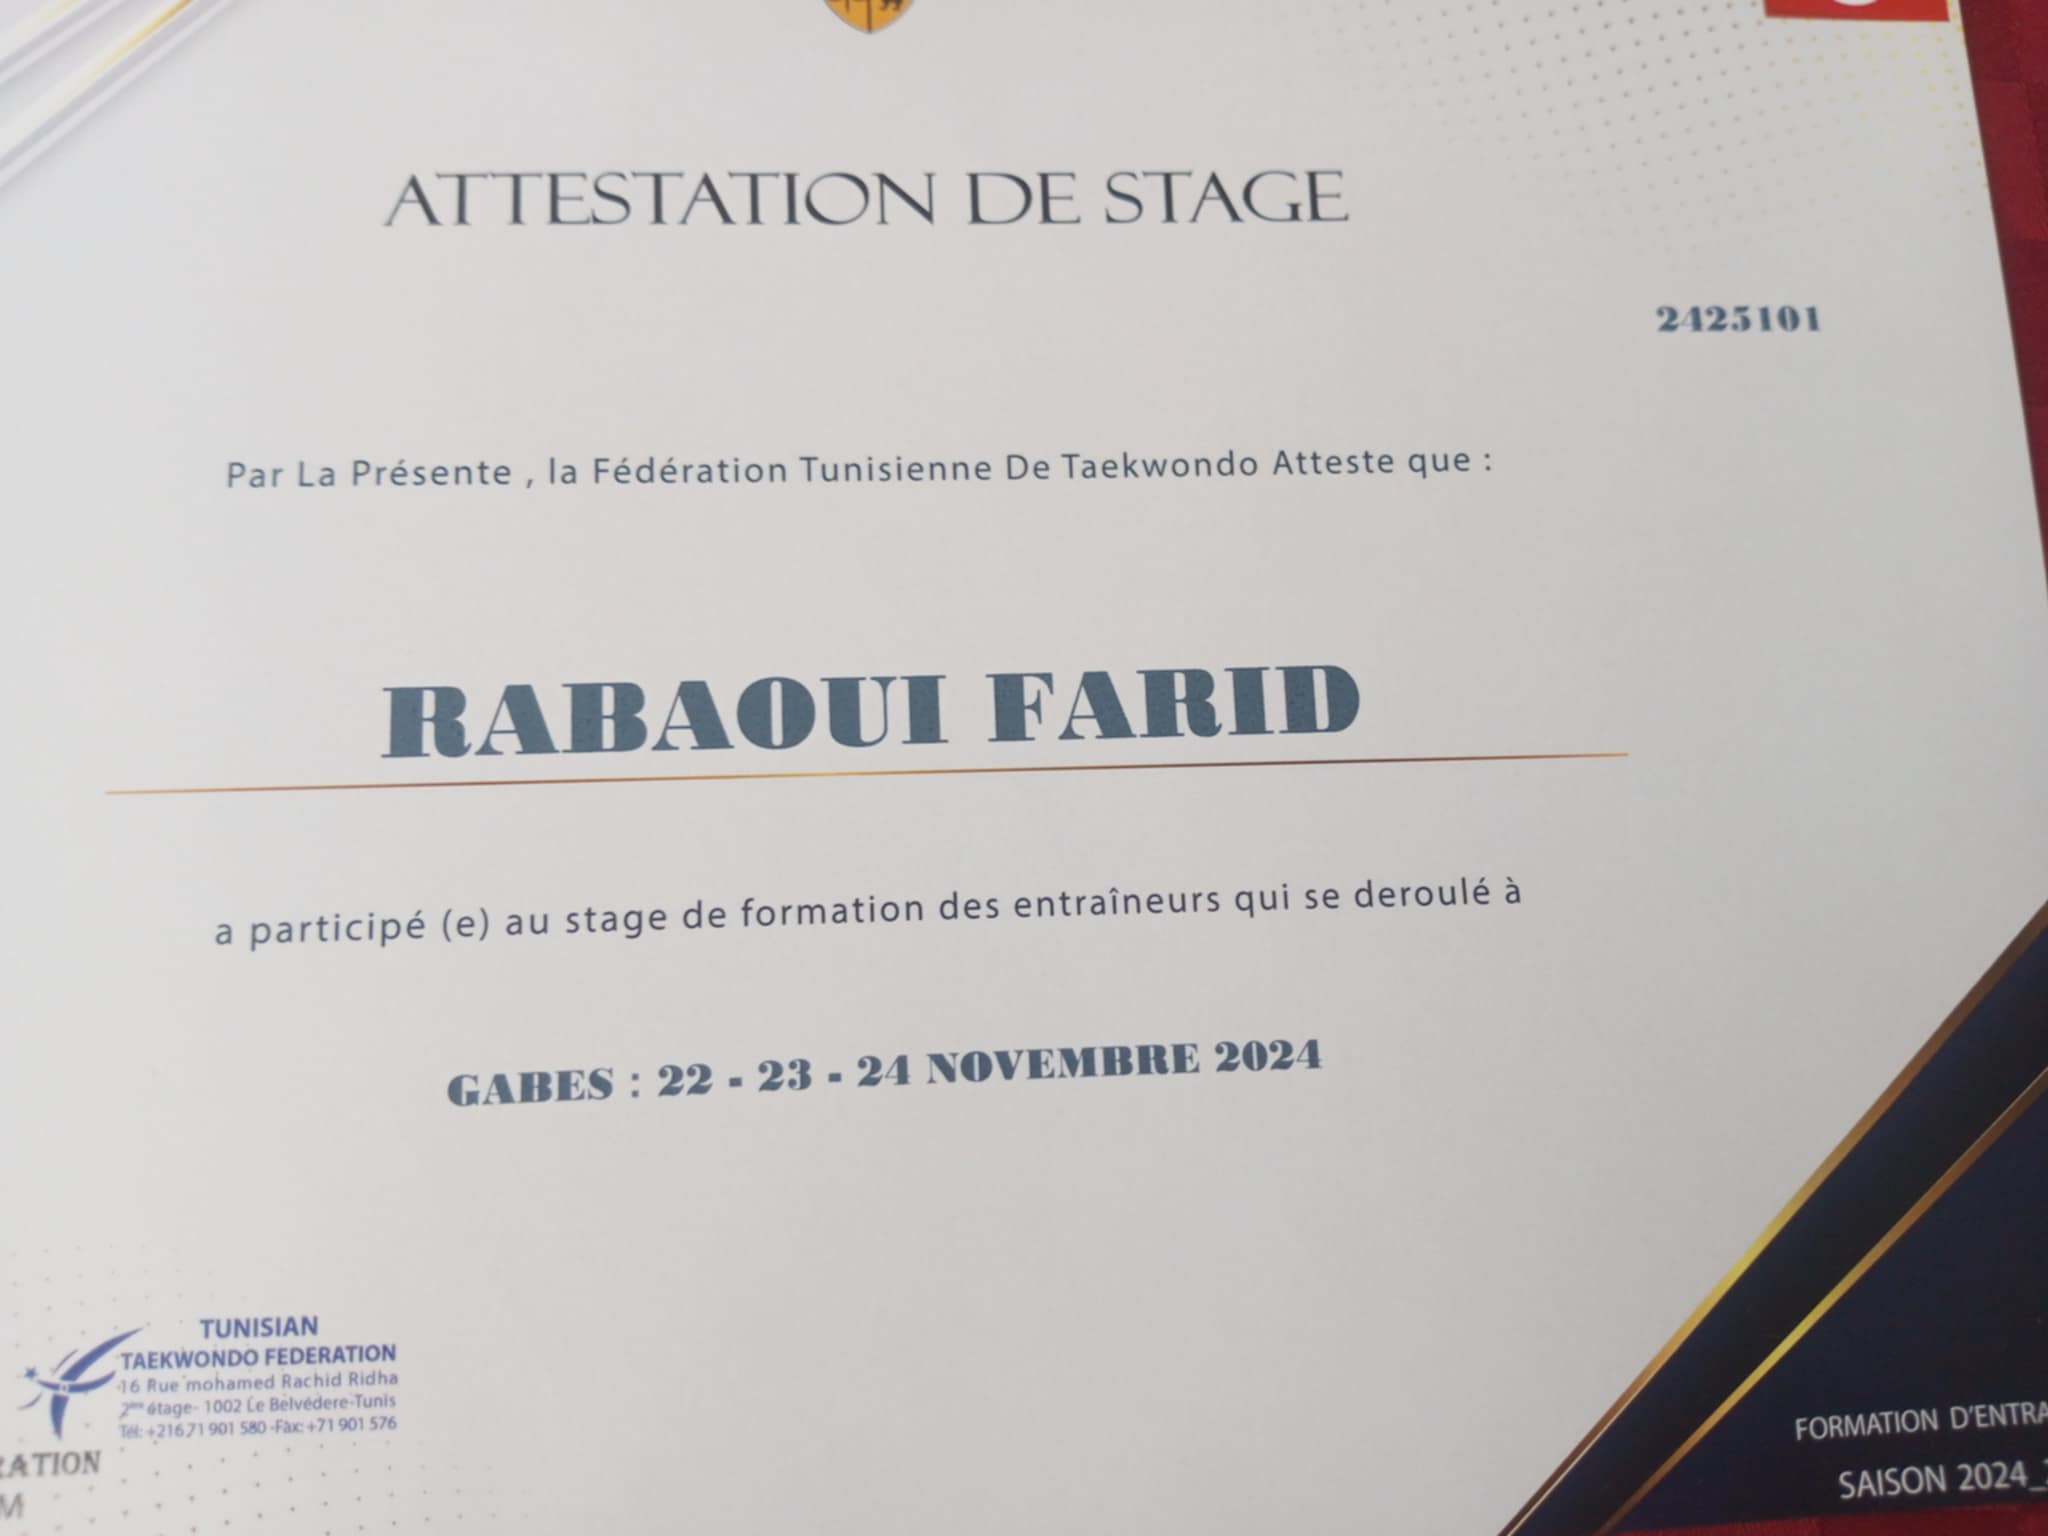 ATTESTATION DE STAGE
2425101
Par La Présente , la Fédération Tunisienne De Taekwondo Atteste que :
RABAOUI FARID
a participé (e) au stage de formation des entraîneurs qui se deroulé à
GABES : 22 - 23 - 24 NOVEMBRE 2024
TUNISIAN
TAEKWONDO FEDERATION
16 Rue mohamed Rachid Ridha
2ème étage- 1002 Le Belvédere-Tunis
Tél: +216 71 901 580 -Fax: +71 901 576
RATION
M
FORMATION D'ENTRA
SAISON 2024_